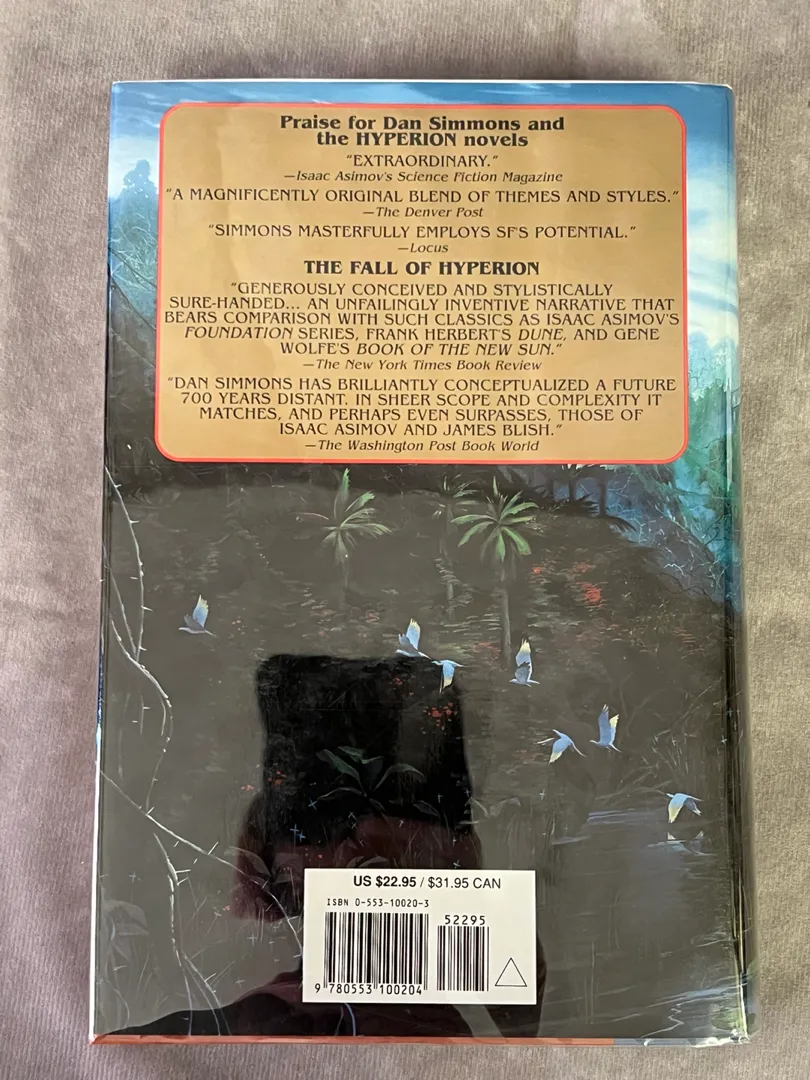 Praise for Dan Simmons and
the HYPERION novels
"EXTRAORDINARY."
—Isaac Asimov's Science Fiction Magazine
"A MAGNIFICENTLY ORIGINAL BLEND OF THEMES AND STYLES."
—The Denver Post
"SIMMONS MASTERFULLY EMPLOYS SF'S POTENTIAL."
—Locus
THE FALL OF HYPERION
"GENEROUSLY CONCEIVED AND STYLISTICALLY
SURE-HANDED... AN UNFAILINGLY INVENTIVE NARRATIVE THAT
BEARS COMPARISON WITH SUCH CLASSICS AS ISAAC ASIMOV'S
FOUNDATION SERIES, FRANK HERBERT'S DUNE, AND GENE
WOLFE'S BOOK OF THE NEW SUN."
—The New York Times Book Review
"DAN SIMMONS HAS BRILLIANTLY CONCEPTUALIZED A FUTURE
700 YEARS DISTANT. IN SHEER SCOPE AND COMPLEXITY IT
MATCHES, AND PERHAPS EVEN SURPASSES, THOSE OF
ISAAC ASIMOV AND JAMES BLISH."
—The Washington Post Book World
US $22.95 / $31.95 CAN
ISBN 0-553-10020-3
52295
9 780553 100204